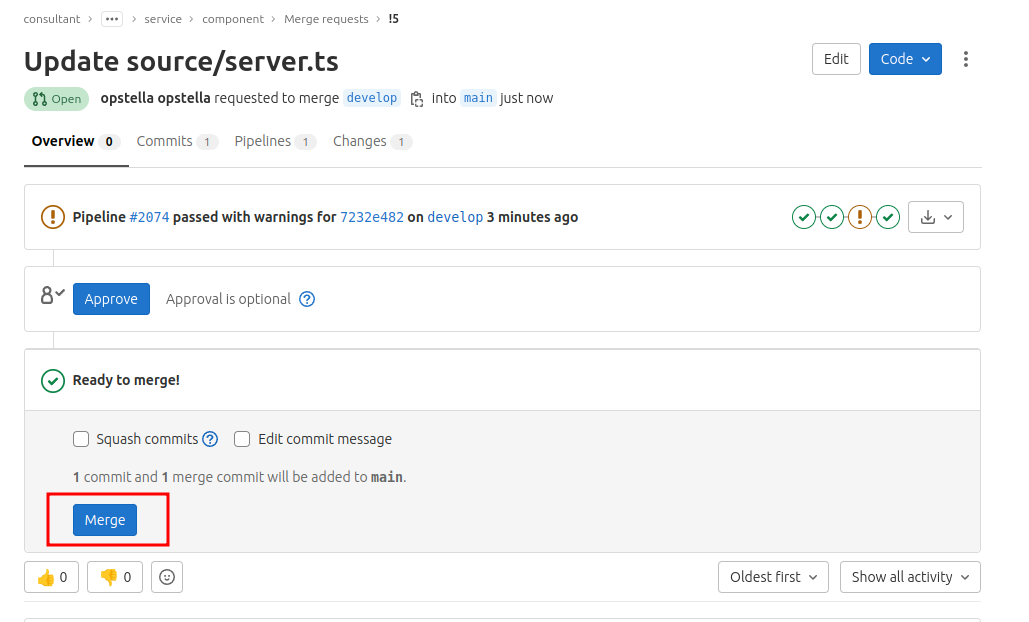 consultant › ··· › service › component › Merge requests › !5
Update source/server.ts
Edit
Code
Open opstella opstella requested to merge develop into main just now
Overview 0 Commits 1 Pipelines 1 Changes 1
Pipeline #2074 passed with warnings for 7232e482 on develop 3 minutes ago
Approve Approval is optional
Ready to merge!
Squash commits Edit commit message
1 commit and 1 merge commit will be added to main.
Merge
👍 0 👎 0 Oldest first Show all activity